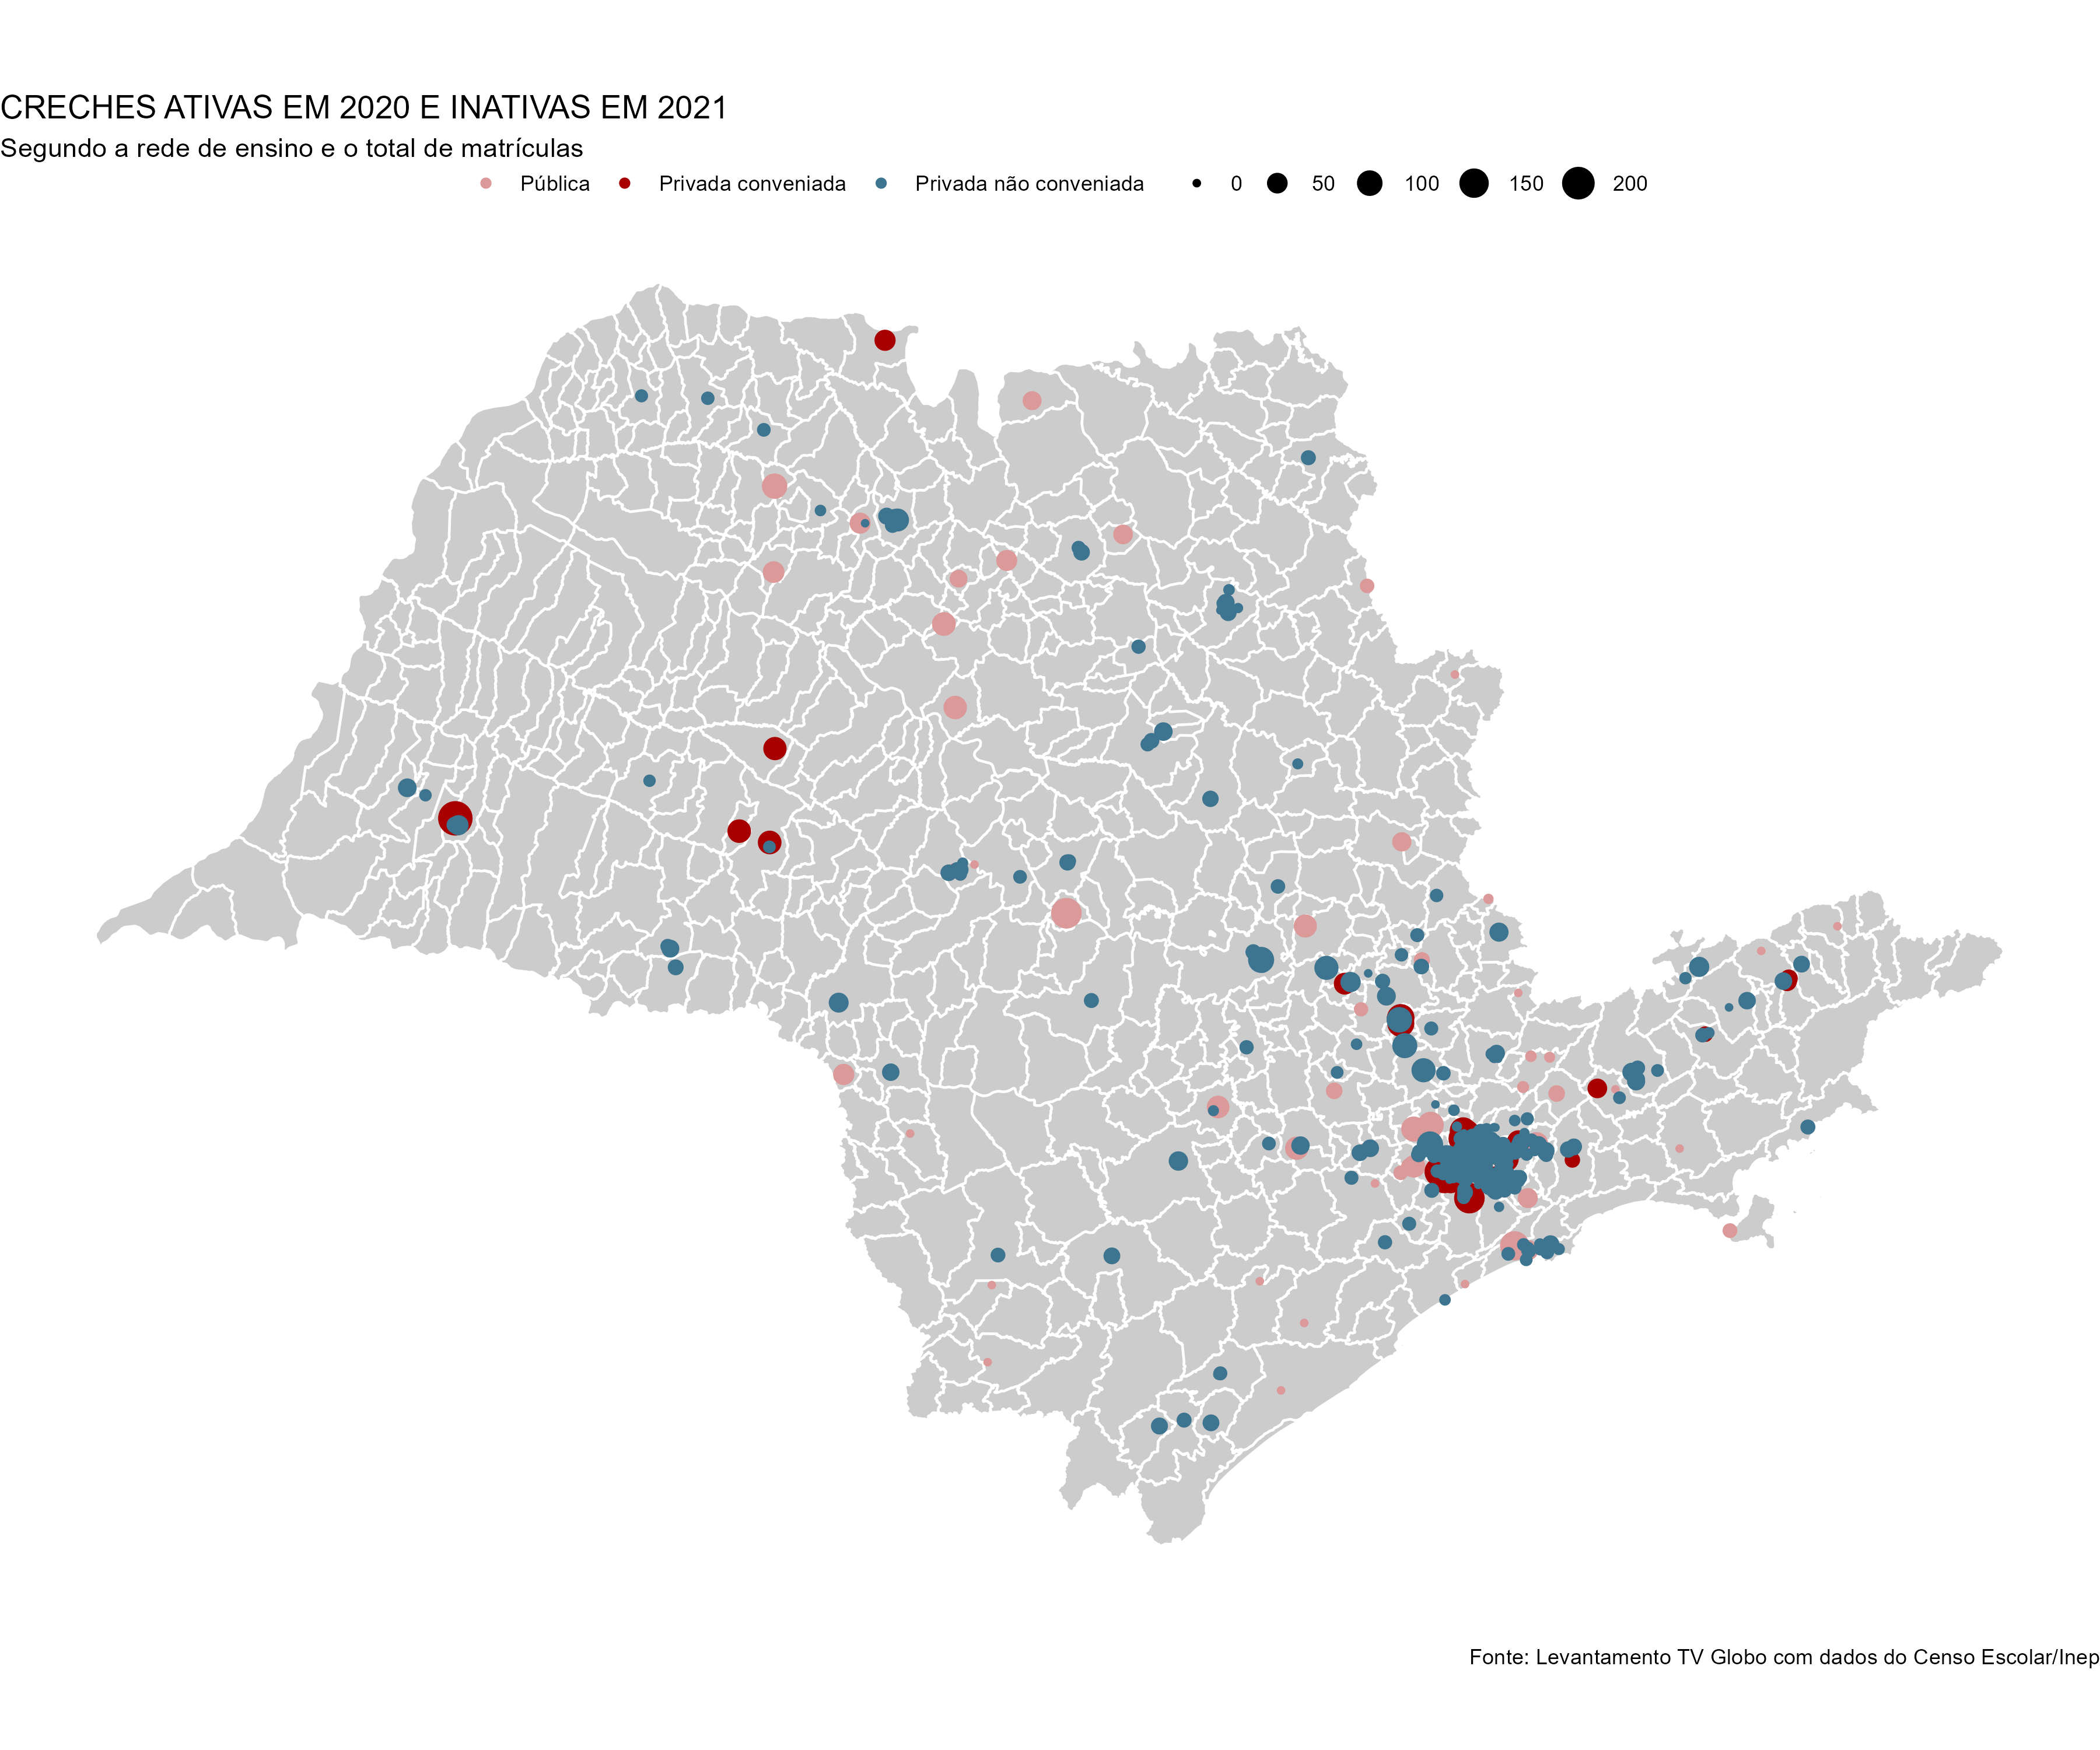 CRECHES ATIVAS EM 2020 E INATIVAS EM 2021
Segundo a rede de ensino e o total de matrículas
Pública Privada conveniada Privada não conveniada 0 50 100 150 200
Fonte: Levantamento TV Globo com dados do Censo Escolar/Inep